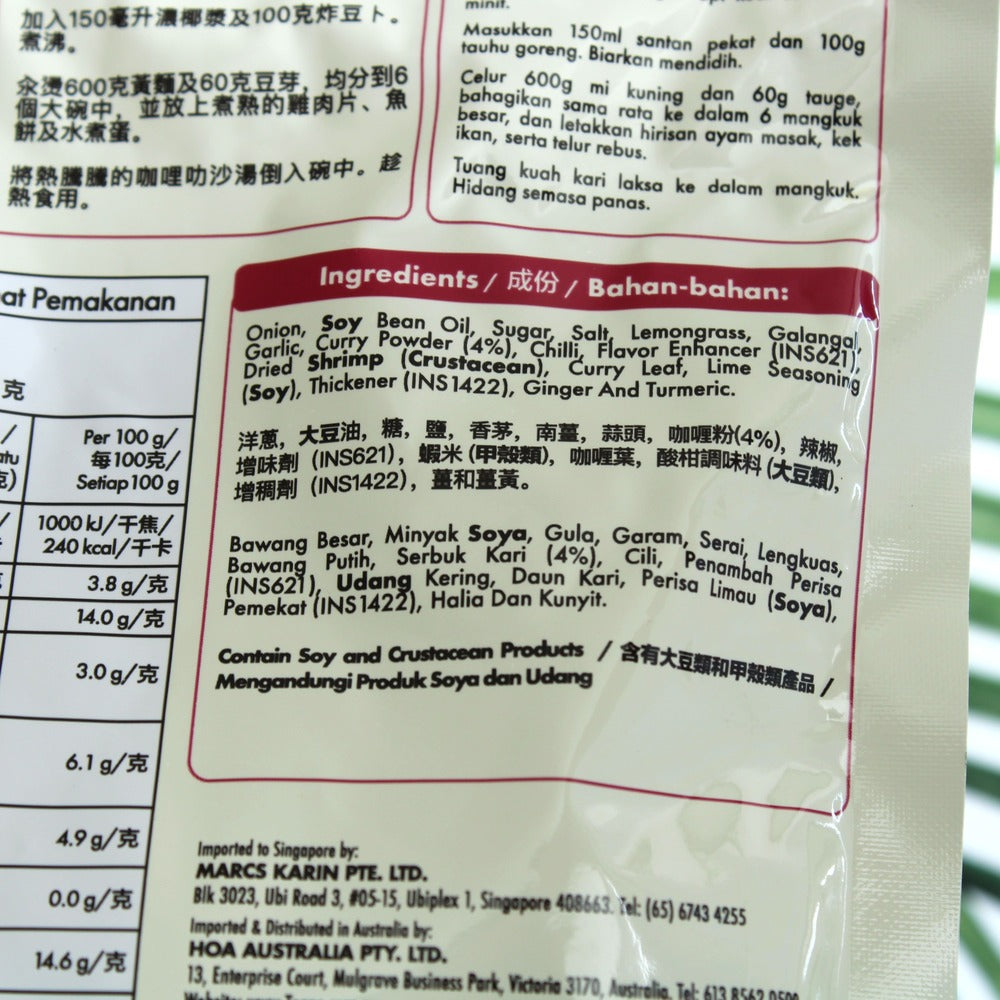 加入150毫升濃椰漿及100克炸豆卜。
煮沸。
汆燙600克黃麵及60克豆芽，均分到6
個大碗中，並放上煮熟的雞肉片、魚
餅及水煮蛋。
將熱騰騰的咖哩叻沙湯倒入碗中。趁
熱食用。
minit.
Masukkan 150ml santan pekat dan 100g
tauhu goreng. Biarkan mendidih.
Celur 600g mi kuning dan 60g tauge,
bahagikan sama rata ke dalam 6 mangkuk
besar, dan letakkan hirisan ayam masak, kek
ikan, serta telur rebus.
Tuang kuah kari laksa ke dalam mangkuk.
Hidang semasa panas.
at Pemakanan
克
Per 100 g/
每100克/
Setiap 100 g
1000 kJ/千焦/
240 kcal/千卡
3.8 g/克
14.0 g/克
3.0 g/克
6.1 g/克
4.9 g/克
0.0 g/克
14.6 g/克
Ingredients / 成份 / Bahan-bahan:
Onion, Soy Bean Oil, Sugar, Salt, Lemongrass, Galangal,
Garlic, Curry Powder (4%), Chilli, Flavor Enhancer (INS621),
Dried Shrimp (Crustacean), Curry Leaf, Lime Seasoning
(Soy), Thickener (INS1422), Ginger And Turmeric.
洋蔥，大豆油，糖，鹽，香茅，南薑，蒜頭，咖喱粉(4%)，辣椒，
增味劑 (INS621)，蝦米 (甲殼類)，咖喱葉，酸柑調味料 (大豆類)，
增稠劑 (INS1422)，薑和薑黃。
Bawang Besar, Minyak Soya, Gula, Garam, Serai, Lengkuas,
Bawang Putih, Serbuk Kari (4%), Cili, Penambah Perisa
(INS621), Udang Kering, Daun Kari, Perisa Limau (Soya),
Pemekat (INS1422), Halia Dan Kunyit.
Contain Soy and Crustacean Products / 含有大豆類和甲殼類產品 /
Mengandungi Produk Soya dan Udang
Imported to Singapore by:
MARCS KARIN PTE. LTD.
Blk 3023, Ubi Road 3, #05-15, Ubiplex 1, Singapore 408663. Tel: (65) 6743 4255
Imported & Distributed in Australia by:
HOA AUSTRALIA PTY. LTD.
13, Enterprise Court, Mulgrave Business Park, Victoria 3170, Australia. Tel: 613 8562